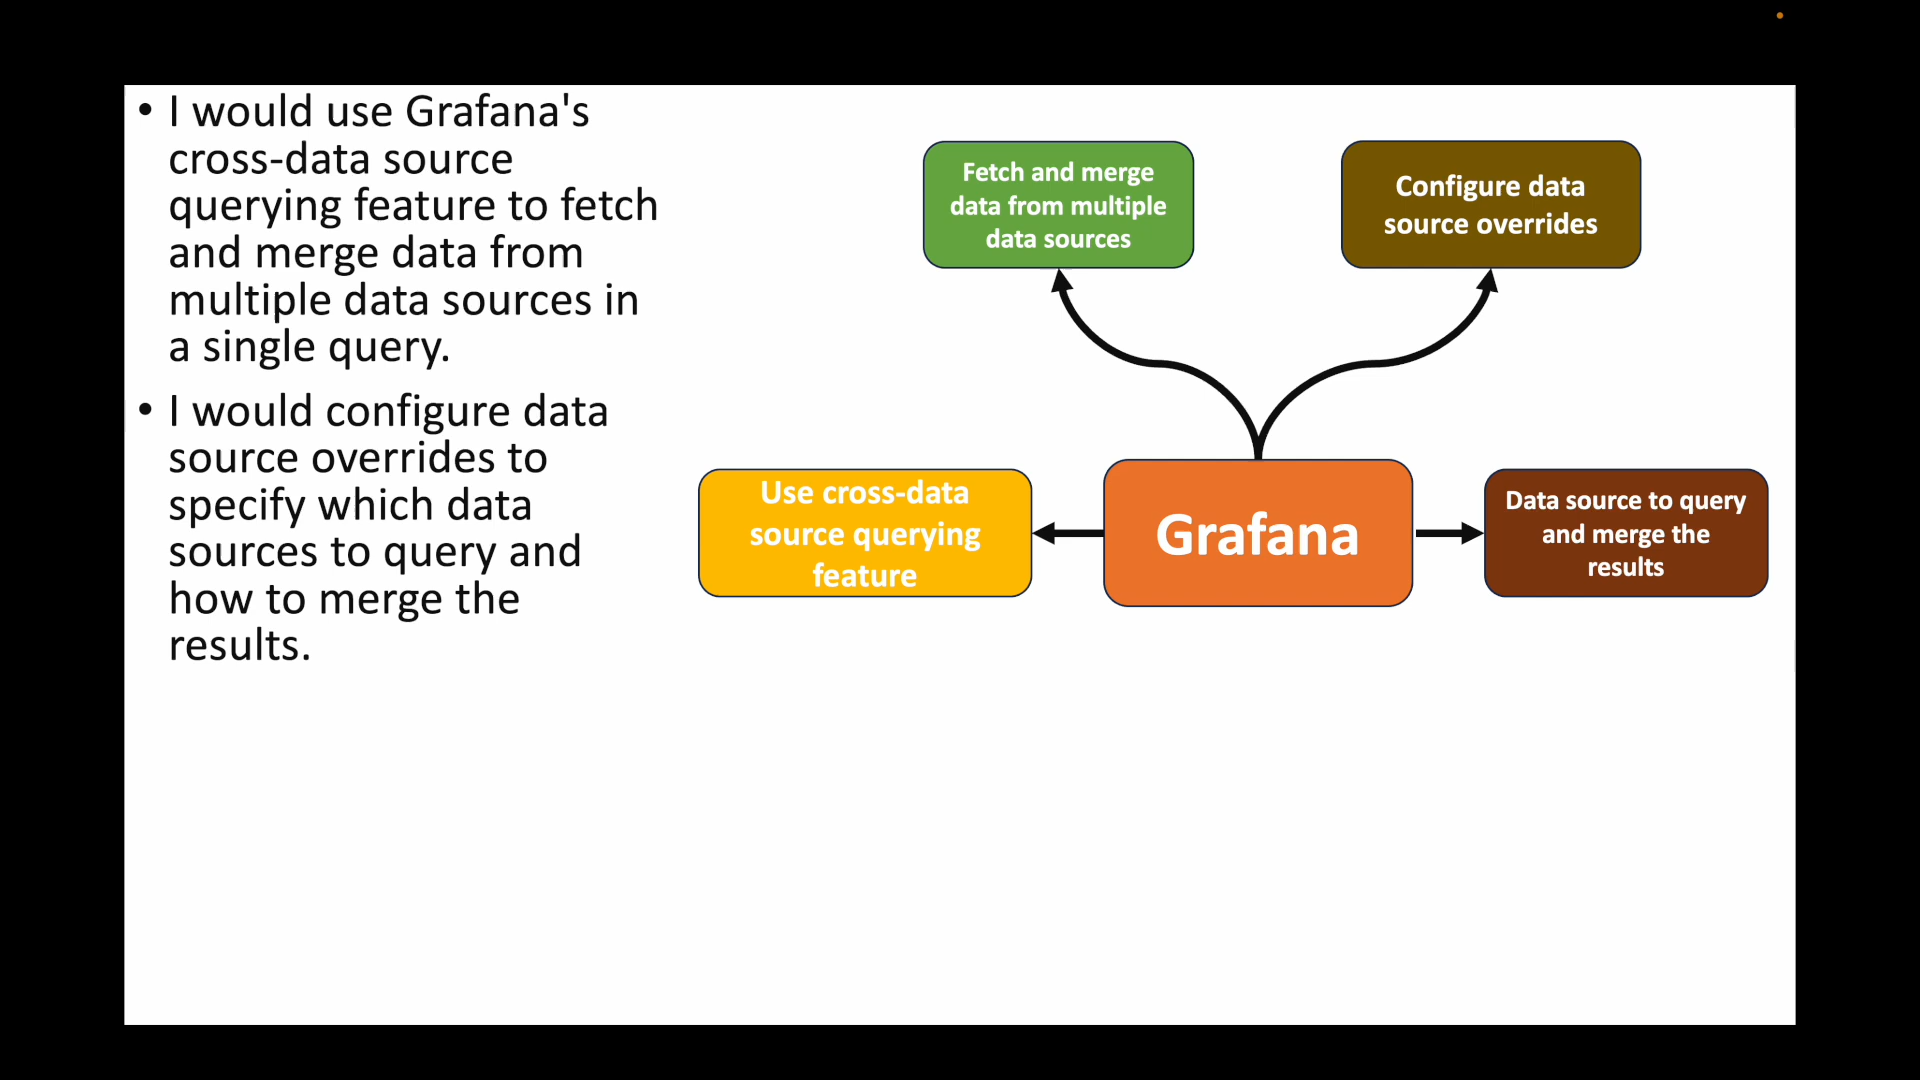 • I would use Grafana's
cross-data source
querying feature to fetch
and merge data from
multiple data sources in
a single query.
• I would configure data
source overrides to
specify which data
sources to query and
how to merge the
results.
Fetch and merge
data from multiple
data sources
Configure data
source overrides
Use cross-data
source querying
feature
Grafana
Data source to query
and merge the
results